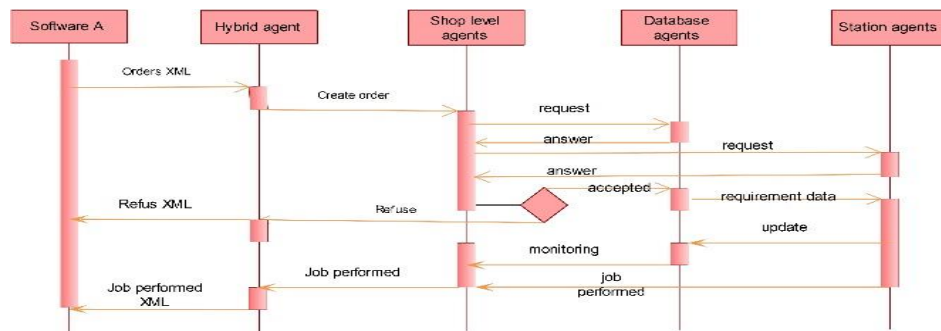 Software A
Hybrid agent
Shop level
agents
Database
agents
Station agents
Orders XML
Create order
request
answer
request
answer
accepted
requirement data
Refus XML
Refuse
update
monitoring
Job performed
job
performed
Job performed
XML